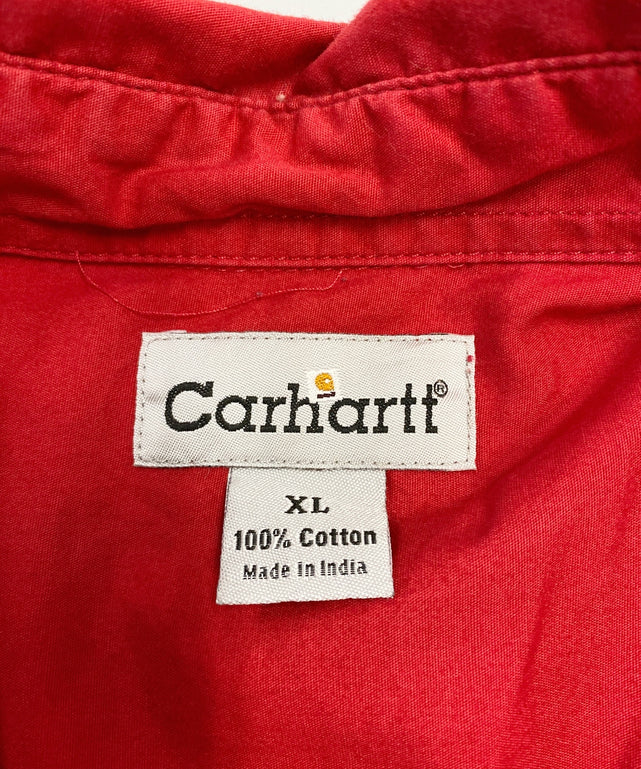 Carhartt®
XL
100% Cotton
Made in India